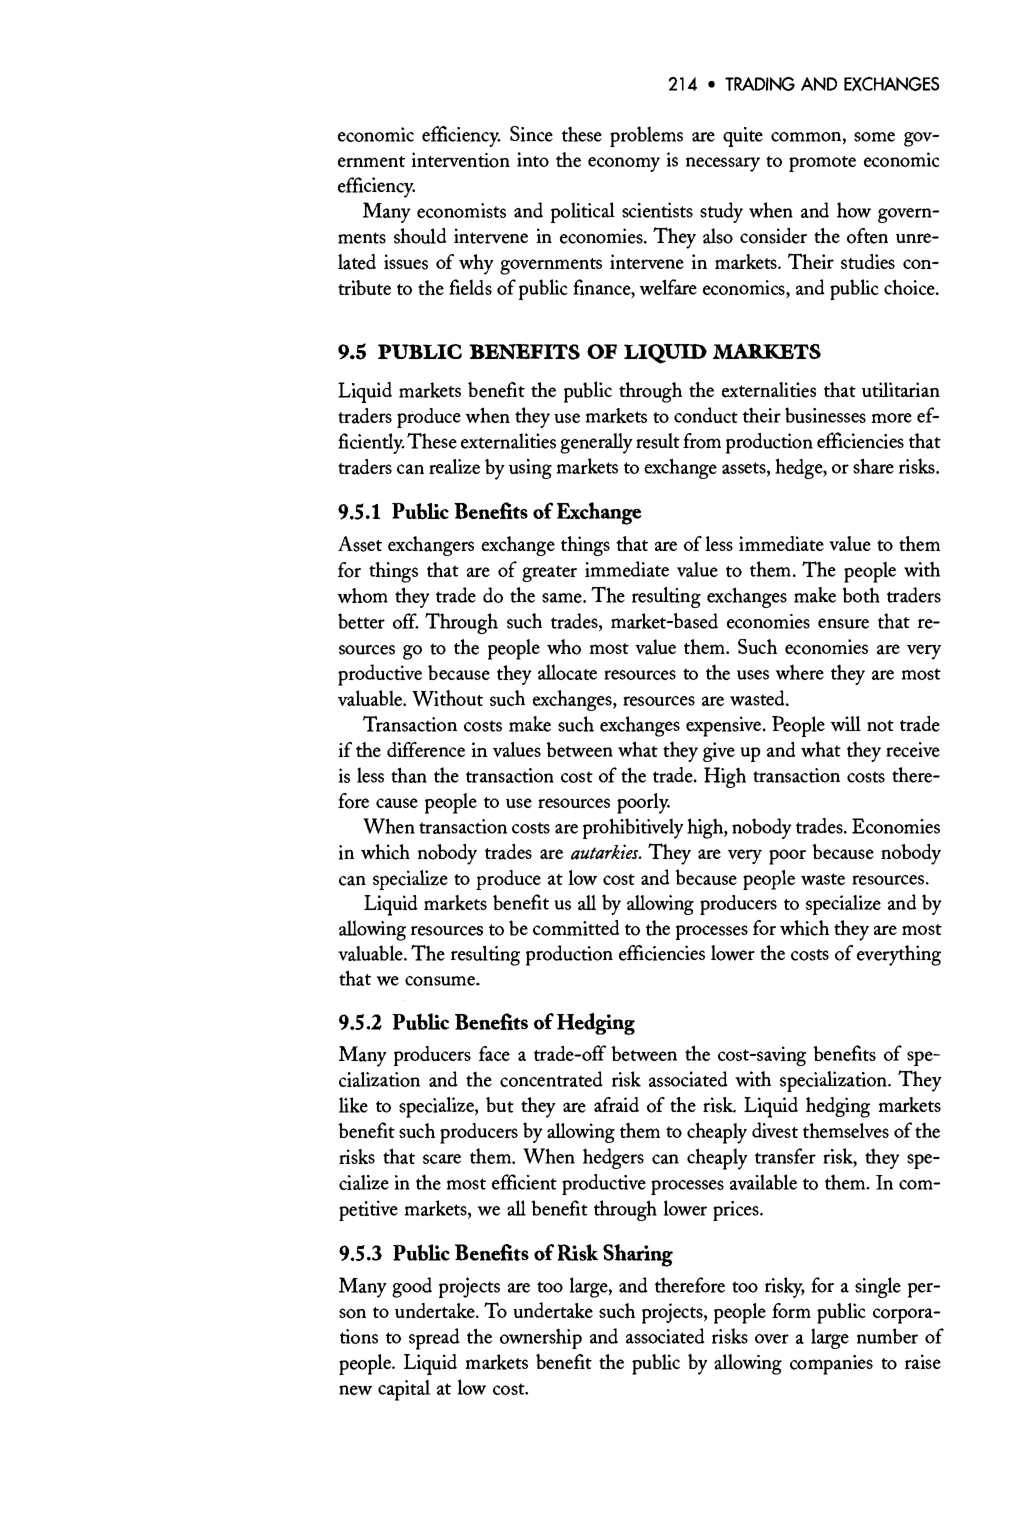 214 • TRADING AND EXCHANGES
economic efficiency. Since these problems are quite common, some gov-
ernment intervention into the economy is necessary to promote economic
efficiency.
Many economists and political scientists study when and how govern-
ments should intervene in economies. They also consider the often unre-
lated issues of why governments intervene in markets. Their studies con-
tribute to the fields of public finance, welfare economics, and public choice.
9.5 PUBLIC BENEFITS OF LIQUID MARKETS
Liquid markets benefit the public through the externalities that utilitarian
traders produce when they use markets to conduct their businesses more ef-
ficiently. These externalities generally result from production efficiencies that
traders can realize by using markets to exchange assets, hedge, or share risks.
9.5.1 Public Benefits of Exchange
Asset exchangers exchange things that are of less immediate value to them
for things that are of greater immediate value to them. The people with
whom they trade do the same. The resulting exchanges make both traders
better off. Through such trades, market-based economies ensure that re-
sources go to the people who most value them. Such economies are very
productive because they allocate resources to the uses where they are most
valuable. Without such exchanges, resources are wasted.
Transaction costs make such exchanges expensive. People will not trade
if the difference in values between what they give up and what they receive
is less than the transaction cost of the trade. High transaction costs there-
fore cause people to use resources poorly.
When transaction costs are prohibitively high, nobody trades. Economies
in which nobody trades are autarkies. They are very poor because nobody
can specialize to produce at low cost and because people waste resources.
Liquid markets benefit us all by allowing producers to specialize and by
allowing resources to be committed to the processes for which they are most
valuable. The resulting production efficiencies lower the costs of everything
that we consume.
9.5.2 Public Benefits of Hedging
Many producers face a trade-off between the cost-saving benefits of spe-
cialization and the concentrated risk associated with specialization. They
like to specialize, but they are afraid of the risk. Liquid hedging markets
benefit such producers by allowing them to cheaply divest themselves of the
risks that scare them. When hedgers can cheaply transfer risk, they spe-
cialize in the most efficient productive processes available to them. In com-
petitive markets, we all benefit through lower prices.
9.5.3 Public Benefits of Risk Sharing
Many good projects are too large, and therefore too risky, for a single per-
son to undertake. To undertake such projects, people form public corpora-
tions to spread the ownership and associated risks over a large number of
people. Liquid markets benefit the public by allowing companies to raise
new capital at low cost.